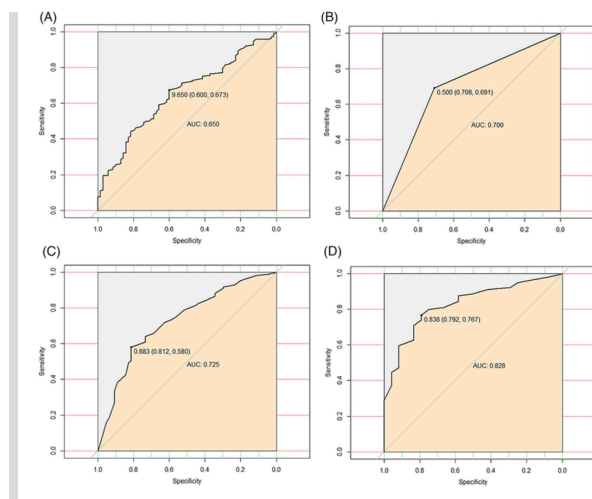 (A)
1.0
0.8
0.6
0.4
0.2
0.0
Sensitivity
9.650 (0.600, 0.673)
AUC: 0.650
1.0 0.8 0.6 0.4 0.2 0.0
Specificity
(B)
1.0
0.8
0.6
0.4
0.2
0.0
Sensitivity
0.500 (0.708, 0.691)
AUC: 0.700
1.0 0.8 0.6 0.4 0.2 0.0
Specificity
(C)
1.0
0.8
0.6
0.4
0.2
0.0
Sensitivity
0.883 (0.812, 0.580)
AUC: 0.725
1.0 0.8 0.6 0.4 0.2 0.0
Specificity
(D)
1.0
0.8
0.6
0.4
0.2
0.0
Sensitivity
0.838 (0.792, 0.767)
AUC: 0.828
1.0 0.8 0.6 0.4 0.2 0.0
Specificity